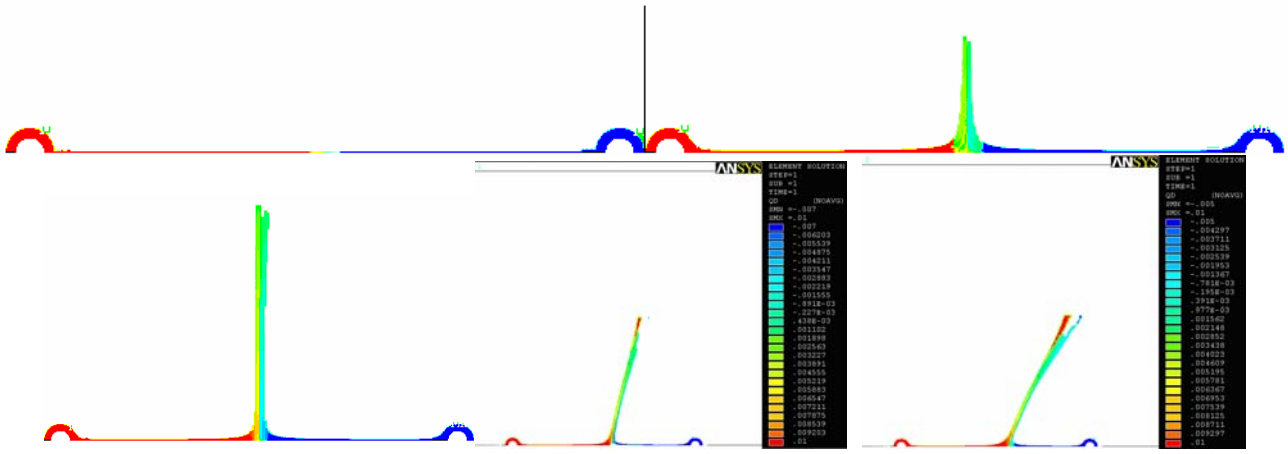 ANSYS
ELEMENT SOLUTION
STEP=1
SUB =1
TIME=1
QD (NOAVG)
SMN =-.007
SMX =.01
-.007
-.006203
-.005539
-.004875
-.004211
-.003547
-.002883
-.002219
-.001555
-.891E-03
-.227E-03
.438E-03
.001102
.001898
.002563
.003227
.003891
.004555
.005219
.005883
.006547
.007211
.007875
.008539
.009203
.01
ANSYS
ELEMENT SOLUTION
STEP=1
SUB =1
TIME=1
QD (NOAVG)
SMN =-.005
SMX =.01
-.005
-.004297
-.003711
-.003125
-.002539
-.001953
-.001367
-.781E-03
-.195E-03
.391E-03
.977E-03
.001562
.002148
.002852
.003438
.004023
.004609
.005195
.005781
.006367
.006953
.007539
.008125
.008711
.009297
.01